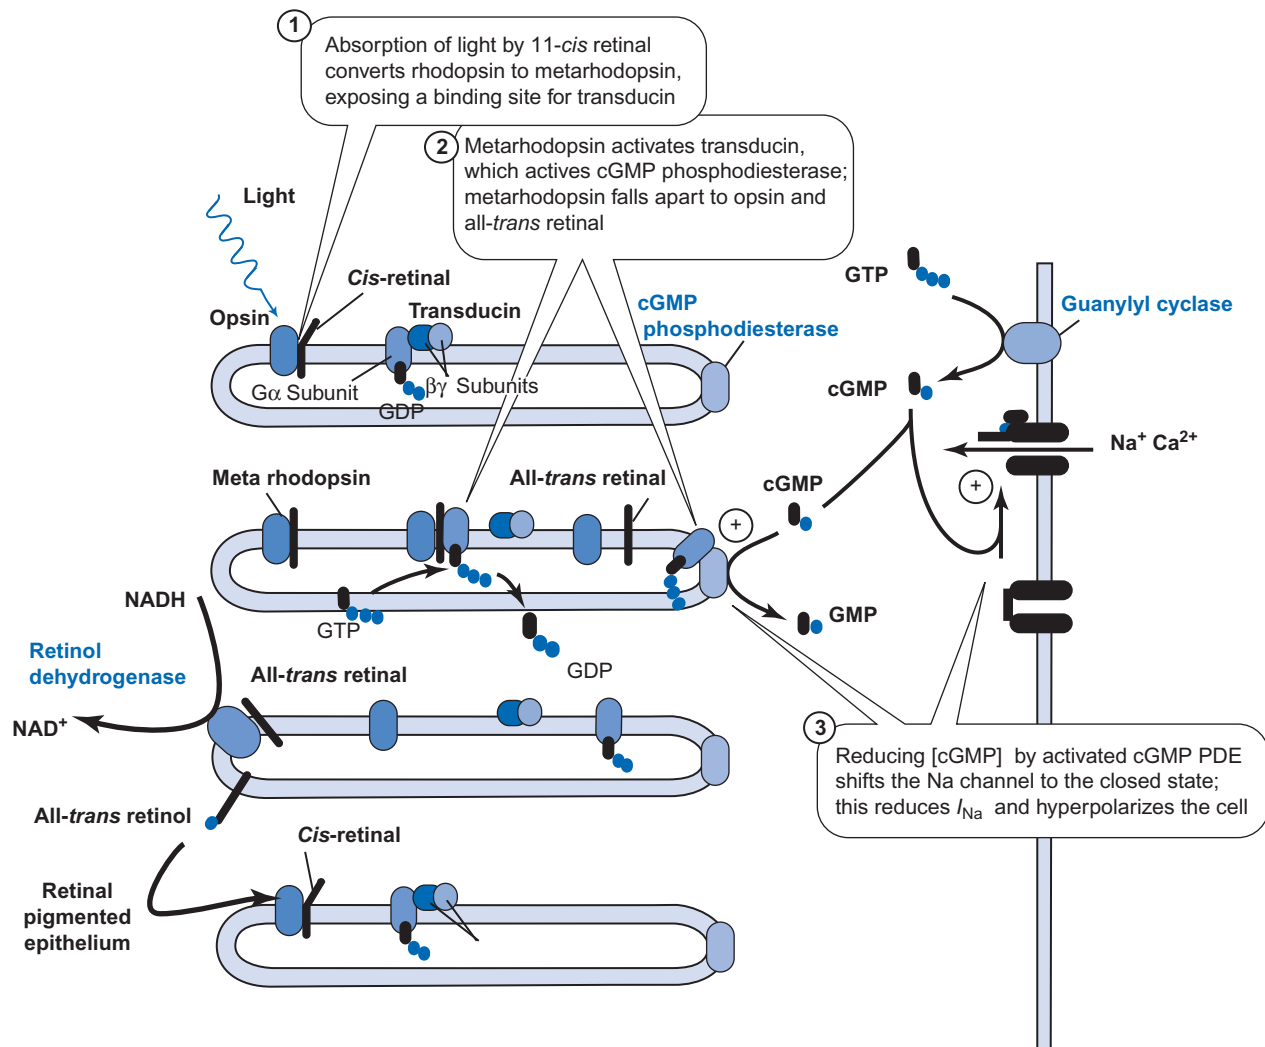 1
Absorption of light by 11-cis retinal
converts rhodopsin to metarhodopsin,
exposing a binding site for transducin
2
Metarhodopsin activates transducin,
which actives cGMP phosphodiesterase;
metarhodopsin falls apart to opsin and
all-trans retinal
Light
Cis-retinal
Opsin
Transducin
cGMP
phosphodiesterase
GTP
Guanylyl cyclase
Gα Subunit
βγ Subunits
GDP
cGMP
Na+ Ca2+
Meta rhodopsin
All-trans retinal
cGMP
+
+
NADH
GTP
GDP
GMP
Retinol
dehydrogenase
All-trans retinal
NAD+
3
Reducing [cGMP] by activated cGMP PDE
shifts the Na channel to the closed state;
this reduces INa and hyperpolarizes the cell
All-trans retinol
Cis-retinal
Retinal
pigmented
epithelium